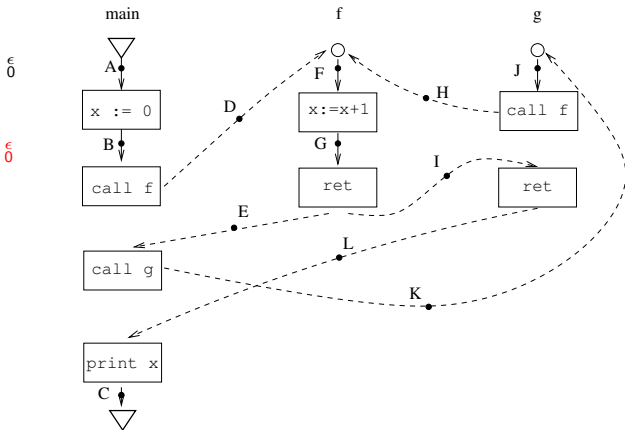 main f g
ϵ
0
A
F
J
x := 0
D
x:=x+1
H
call f
ϵ
0
B
G
I
call f
ret
ret
E
L
call g
K
print x
C